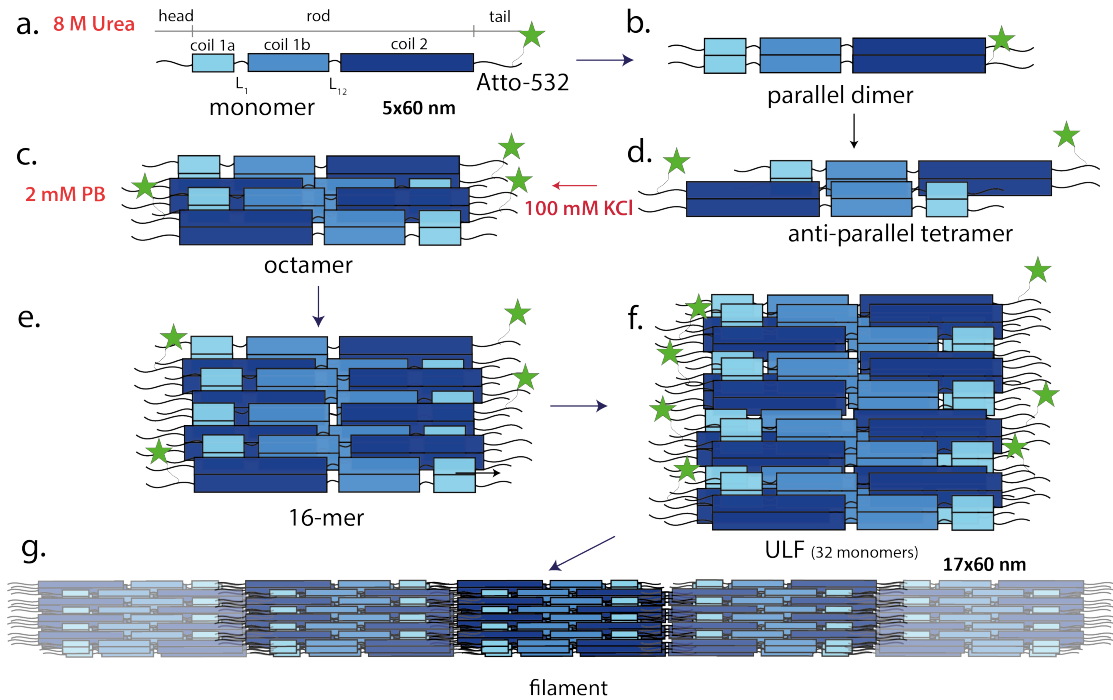 a.
8 M Urea
head
rod
tail
coil 1a
coil 1b
coil 2
L1
L12
Atto-532
monomer
5x60 nm
b.
parallel dimer
c.
2 mM PB
octamer
100 mM KCl
d.
anti-parallel tetramer
e.
16-mer
f.
ULF (32 monomers)
17x60 nm
g.
filament